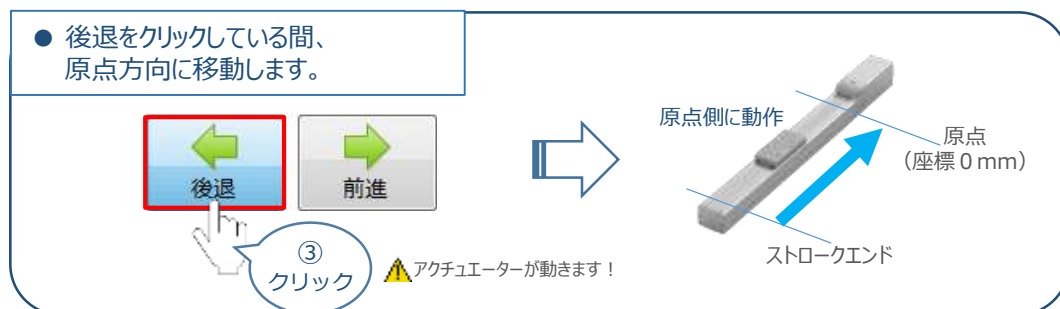 ● 後退をクリックしている間、
原点方向に移動します。
後退
前進
③
クリック
アクチュエーターが動きます！
原点側に動作
原点
（座標０mm）
ストロークエンド